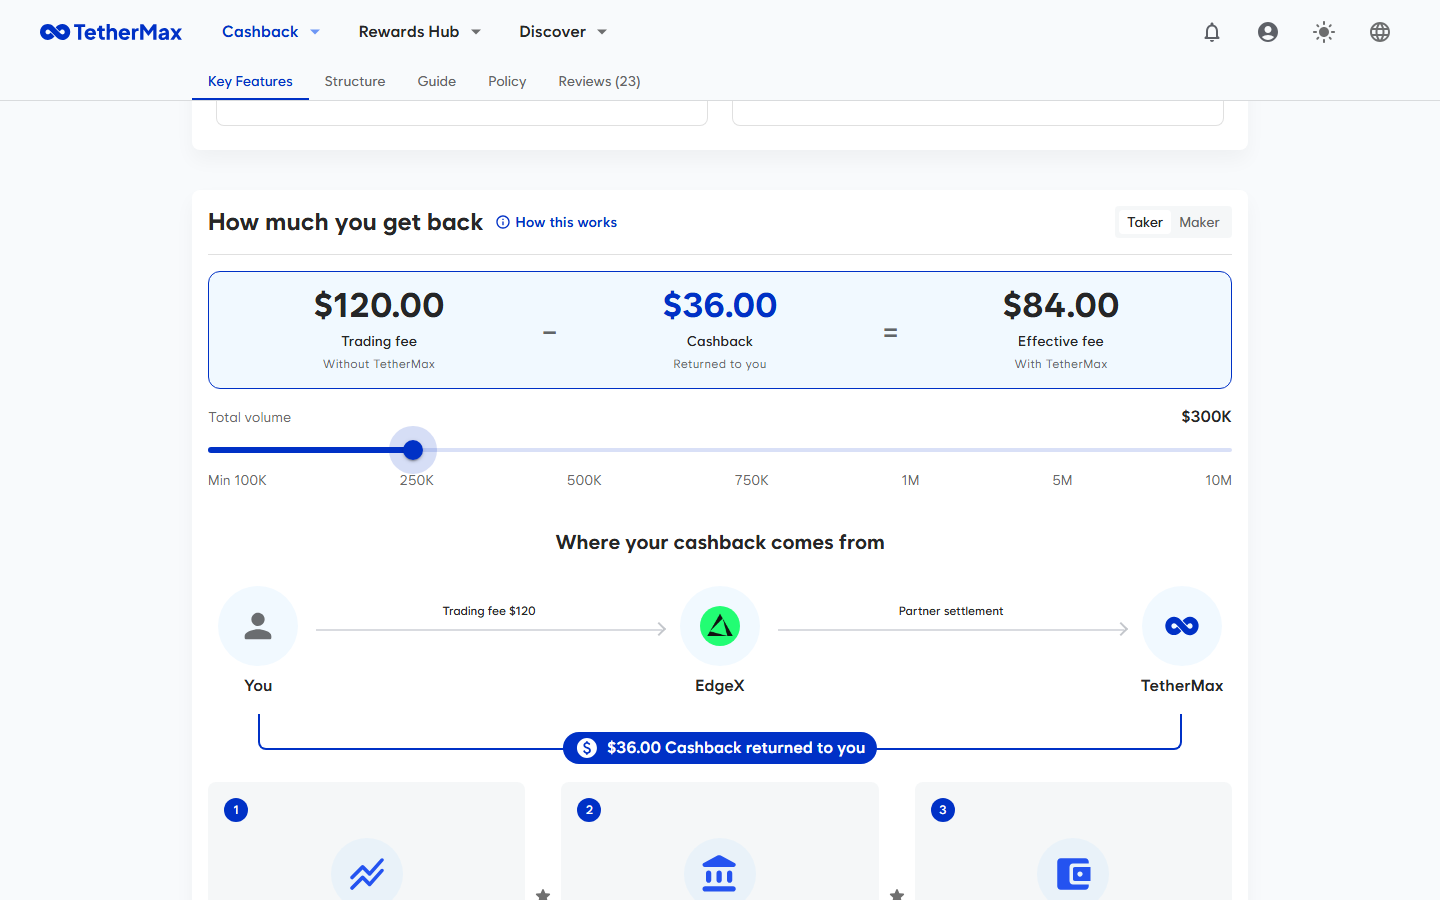 TetherMax
Cashback
Rewards Hub
Discover
Key Features
Structure
Guide
Policy
Reviews (23)
How much you get back
How this works
Taker
Maker
$120.00
Trading fee
Without TetherMax
–
$36.00
Cashback
Returned to you
=
$84.00
Effective fee
With TetherMax
Total volume
$300K
Min 100K
250K
500K
750K
1M
5M
10M
Where your cashback comes from
Trading fee $120
Partner settlement
You
EdgeX
TetherMax
$ $36.00 Cashback returned to you
1
2
3